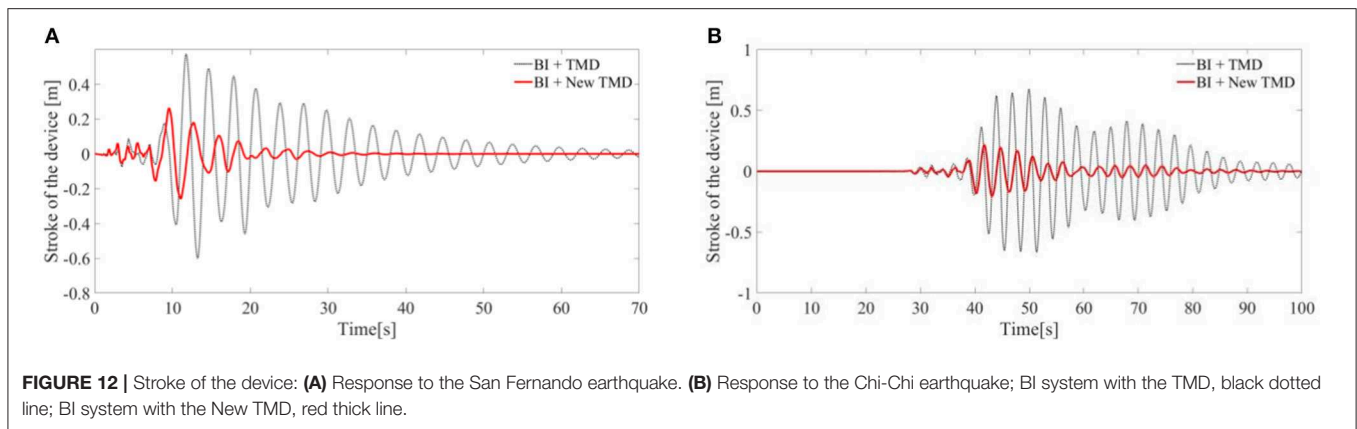 A
Stroke of the device [m]
0.4
0.2
0
-0.2
-0.4
-0.6
-0.8
0 10 20 30 40 50 60 70
Time[s]
BI + TMD
BI + New TMD
B
Stroke of the device [m]
1
0.5
0
-0.5
-1
0 10 20 30 40 50 60 70 80 90 100
Time[s]
BI + TMD
BI + New TMD
FIGURE 12 | Stroke of the device: (A) Response to the San Fernando earthquake. (B) Response to the Chi-Chi earthquake; BI system with the TMD, black dotted
line; BI system with the New TMD, red thick line.